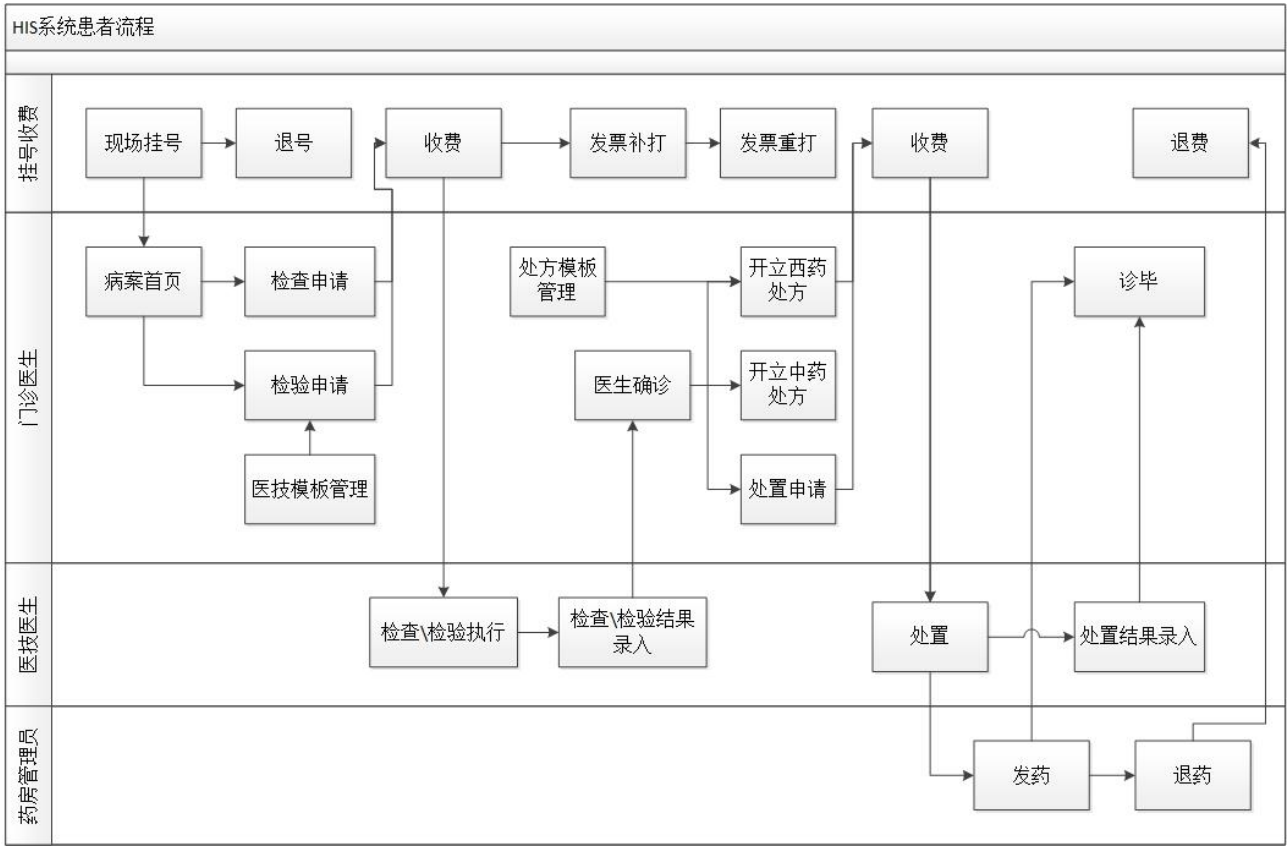 HIS系统患者流程
挂号收费
现场挂号
退号
收费
发票补打
发票重打
收费
退费
门诊医生
病案首页
检查申请
处方模板
管理
开立西药
处方
诊毕
检验申请
医生确诊
开立中药
处方
医技模板管理
处置申请
医技医生
检查\检验执行
检查\检验结果
录入
处置
处置结果录入
药房管理员
发药
退药